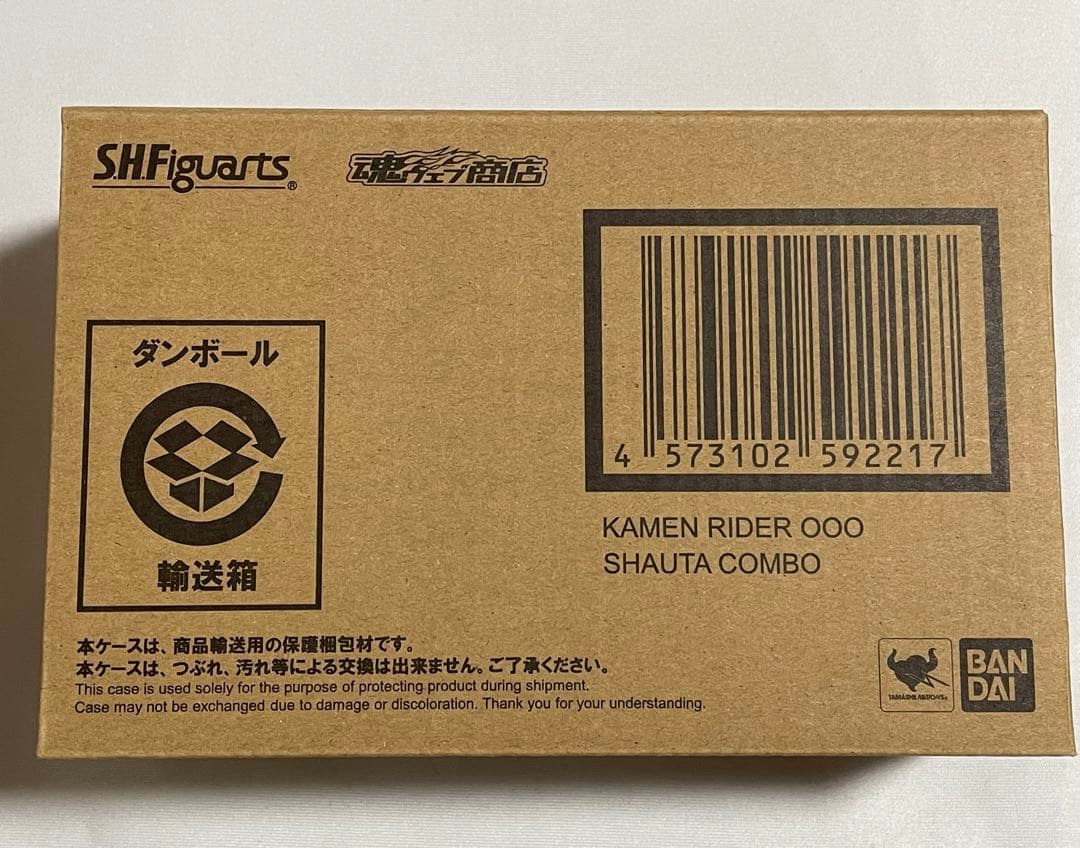 S.H.Figuarts®
魂ウェブ商店
ダンボール
輸送箱
4 573102 592217
KAMEN RIDER OOO
SHAUTA COMBO
本ケースは、商品輸送用の保護梱包材です。
本ケースは、つぶれ、汚れ等による交換は出来ません。ご了承ください。
This case is used solely for the purpose of protecting product during shipment.
Case may not be exchanged due to damage or discoloration. Thank you for your understanding.
TAMASHII NATIONS
BAN
DAI